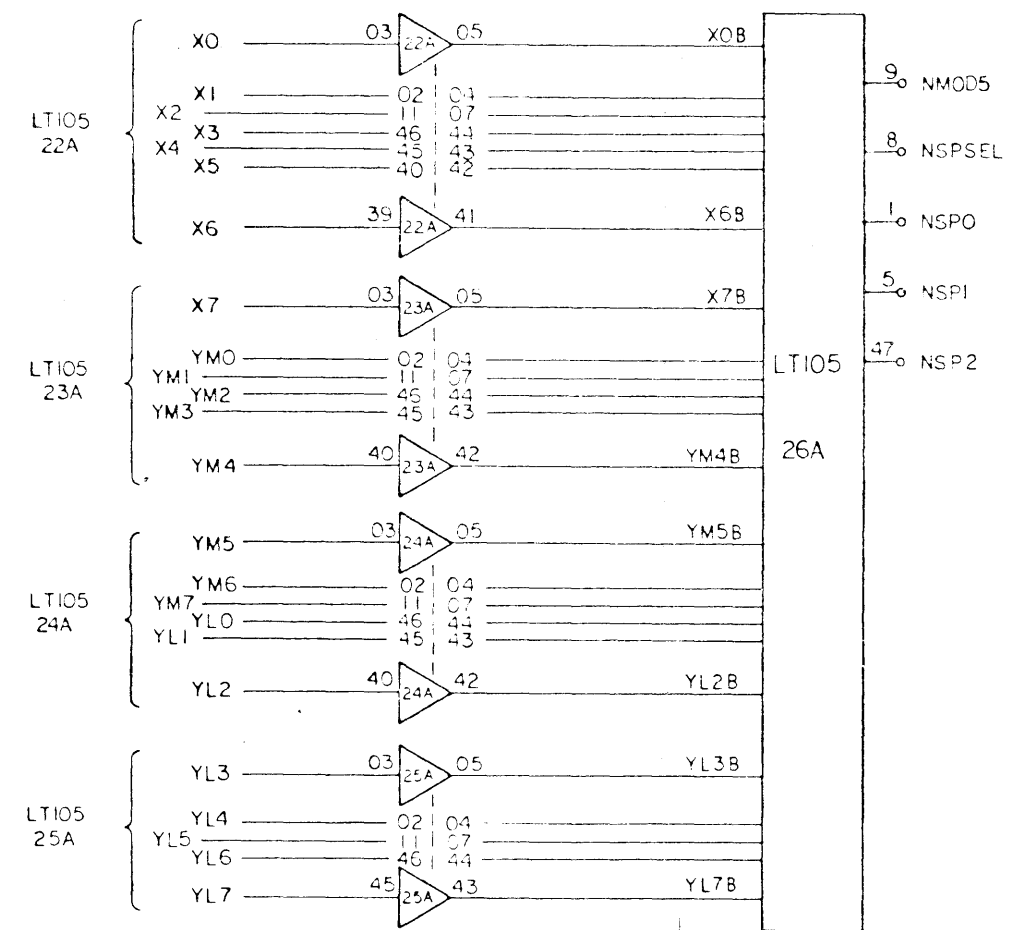 X0 03 22A 05 X0B
9 NMOD5
X1 02 04
X2 11 07
LT105
22A
X3 46 44
X4 45 43
8 NSPSEL
X5 40 42
X6 39 22A 41 X6B
1 NSP0
X7 03 23A 05 X7B
5 NSP1
YM0 02 04
LT105
47 NSP2
LT105
23A
YM1 11 07
YM2 46 44
YM3 45 43
YM4 40 23A 42 YM4B
26A
YM5 03 24A 05 YM5B
YM6 02 04
LT105
24A
YM7 11 07
YL0 46 44
YL1 45 43
YL2 40 24A 42 YL2B
YL3 03 25A 05 YL3B
LT105
25A
YL4 02 04
YL5 11 07
YL6 46 44
YL7 45 25A 43 YL7B